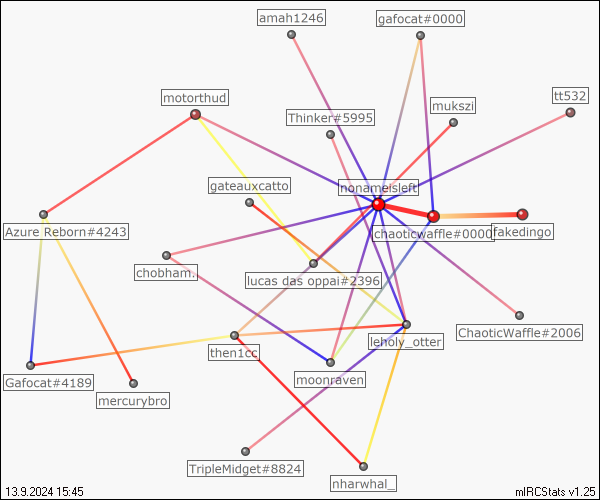 amah1246
gafocat#0000
tt532
motorthud
mukszi
Thinker#5995
gateauxcatto
nonameisleft
Azure Reborn#4243
chaoticwaffle#0000
fakedingo
chobham.
lucas das oppai#2396
ChaoticWaffle#2006
leholy_otter
then1cc
Gafocat#4189
moonraven
mercurybro
TripleMidget#8824
nharwhal_
13.9.2024 15:45
mIRCStats v1.25